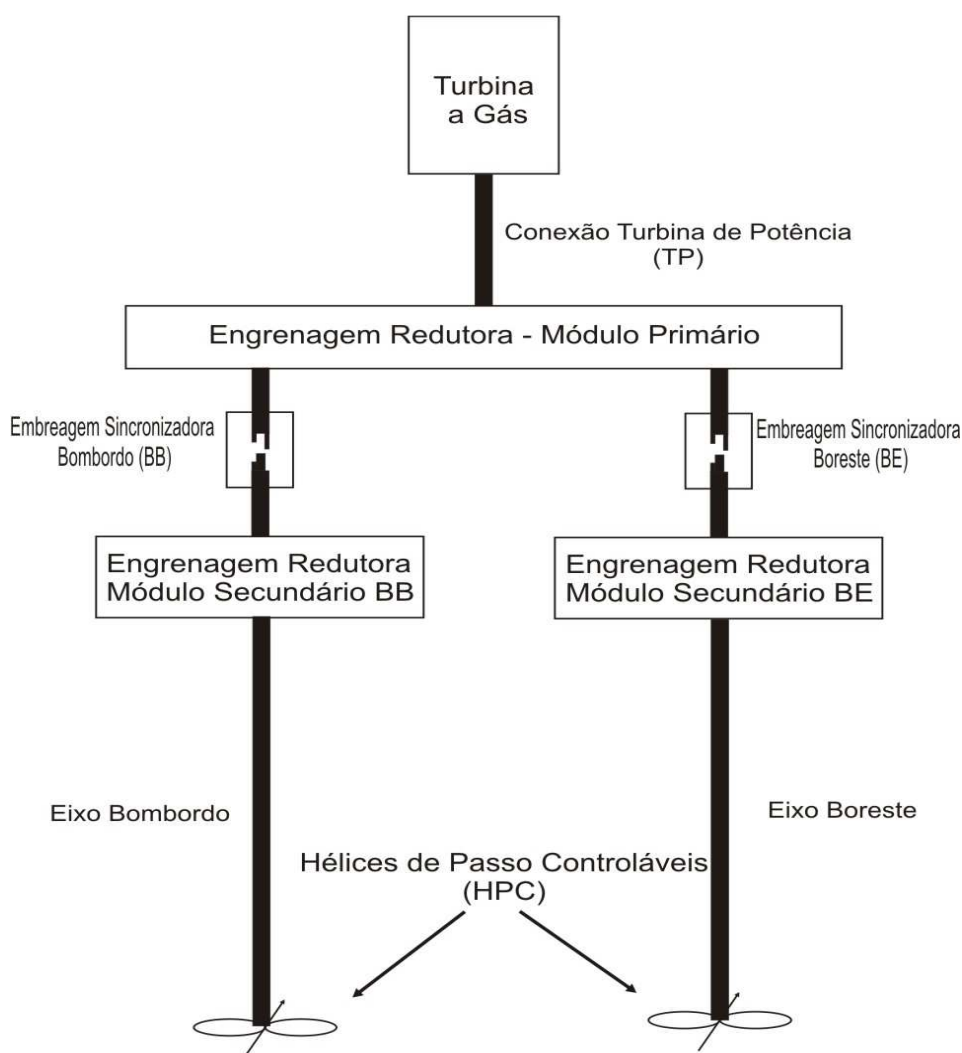 Turbina
a Gás
Conexão Turbina de Potência
(TP)
Engrenagem Redutora - Módulo Primário
Embreagem Sincronizadora
Bombordo (BB)
Embreagem Sincronizadora
Boreste (BE)
Engrenagem Redutora
Módulo Secundário BB
Engrenagem Redutora
Módulo Secundário BE
Eixo Bombordo
Eixo Boreste
Hélices de Passo Controláveis
(HPC)